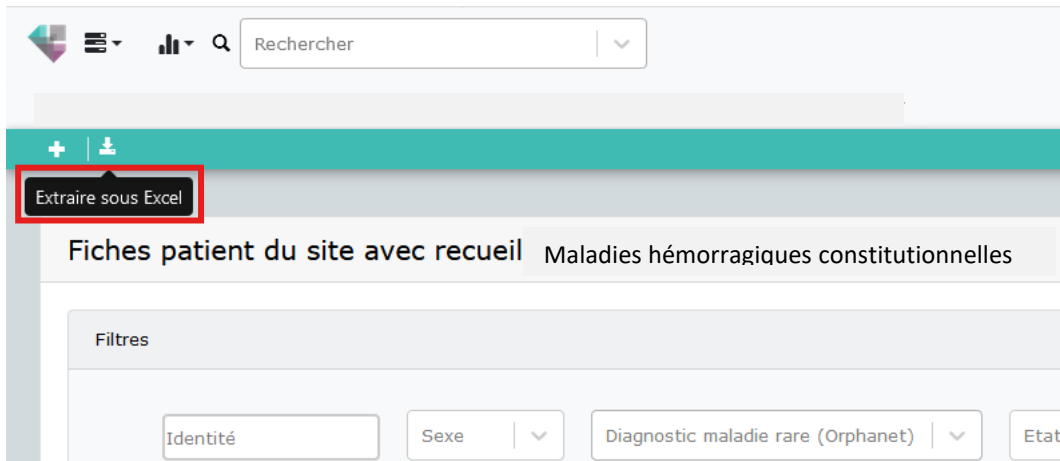 Rechercher
Extraire sous Excel
Fiches patient du site avec recueil Maladies hémorragiques constitutionnelles
Filtres
Identité Sexe Diagnostic maladie rare (Orphanet) Etat